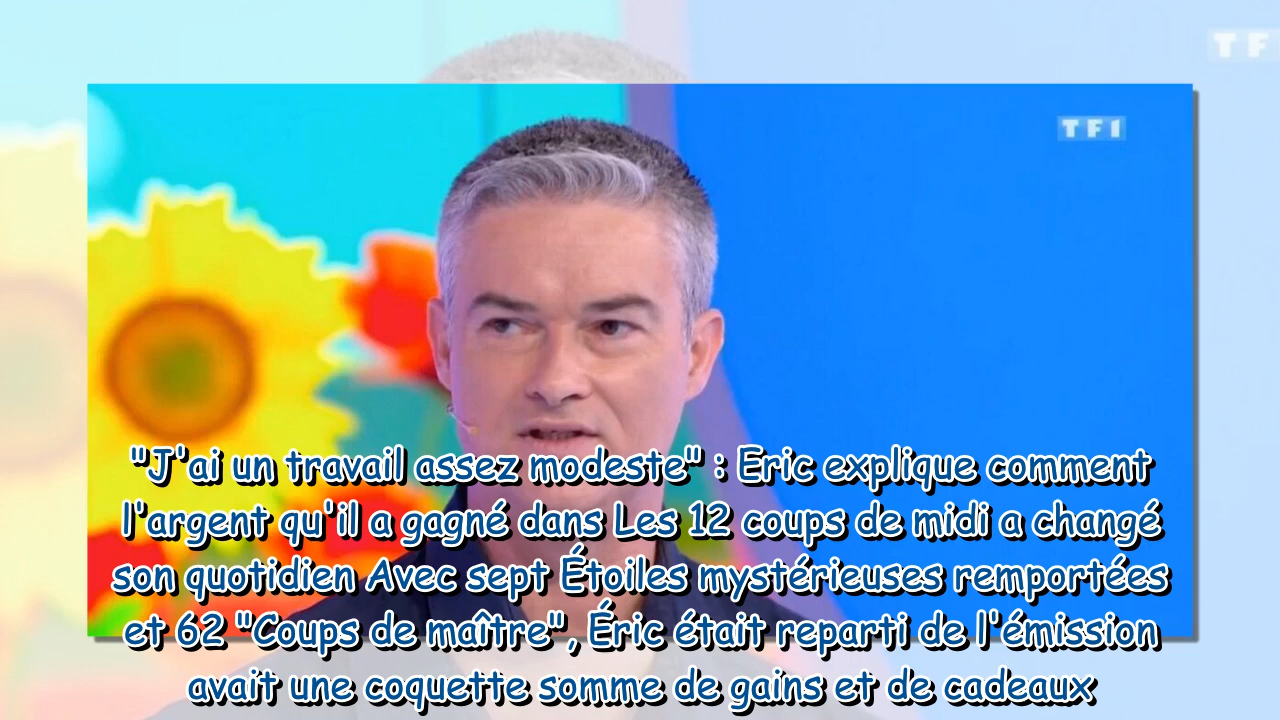 TF
TF1
"J'ai un travail assez modeste" : Eric explique comment
l'argent qu'il a gagné dans Les 12 coups de midi a changé
son quotidien Avec sept Étoiles mystérieuses remportées
et 62 "Coups de maître", Éric était reparti de l'émission
avait une coquette somme de gains et de cadeaux